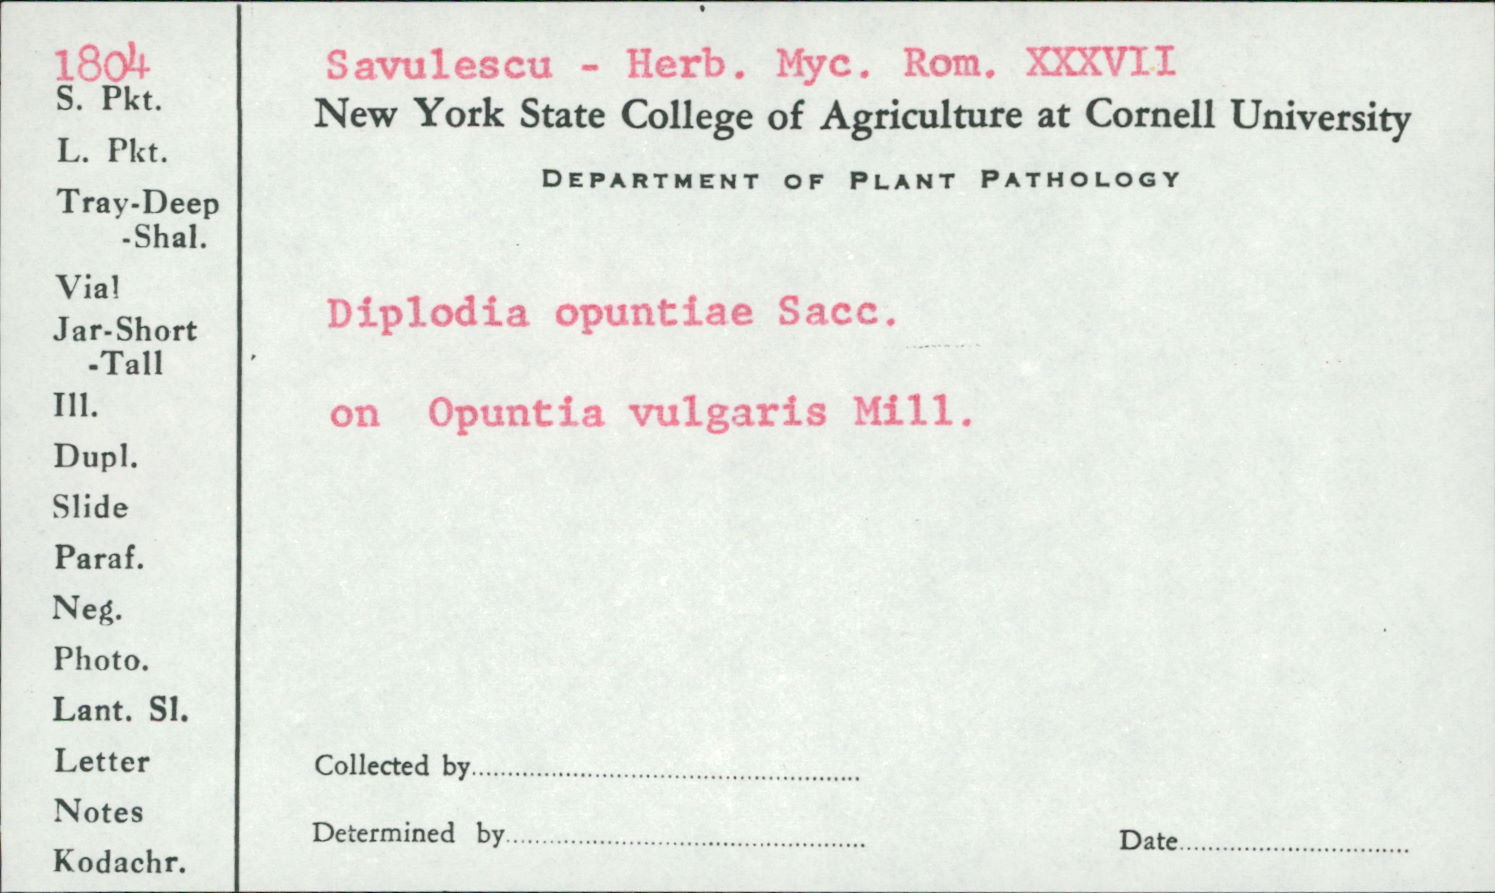 1804
S. Pkt.
L. Pkt.
Tray-Deep
-Shal.
Vial
Jar-Short
-Tall
Ill.
Dupl.
Slide
Paraf.
Neg.
Photo.
Lant. Sl.
Letter
Notes
Kodachr.
Savulescu - Herb. Myc. Rom. XXXVII
New York State College of Agriculture at Cornell University
DEPARTMENT OF PLANT PATHOLOGY
Diplodia opuntiae Sacc.
on Opuntia vulgaris Mill.
Collected by
Determined by
Date